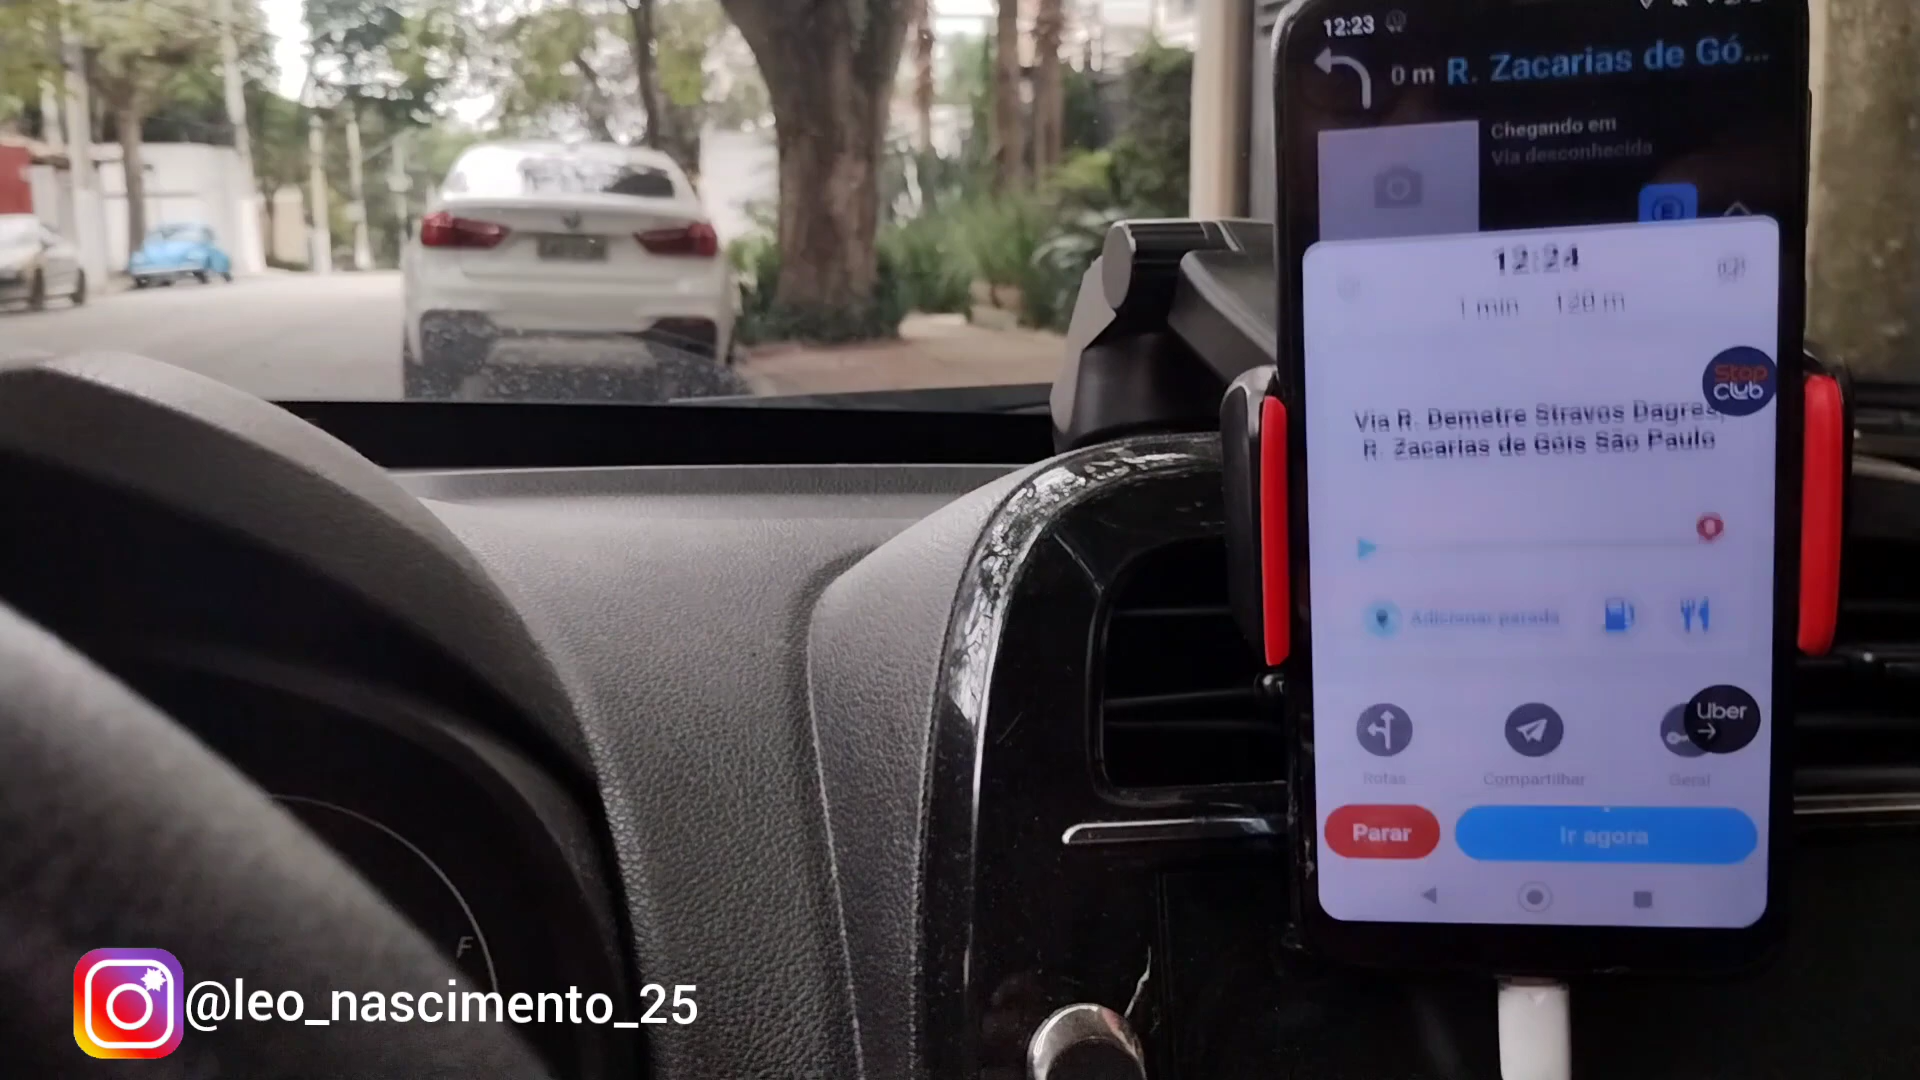 12:23
0 m R. Zacarias de Gó...
Chegando em
Via desconhecida
12:24
1 min 120 m
Stop
Club
Via R. Demetre Stravos Dagres,
R. Zacarias de Góis São Paulo
Adicionar parada
Uber
Rotas
Compartilhar
Geral
Parar
Ir agora
F
@leo_nascimento_25